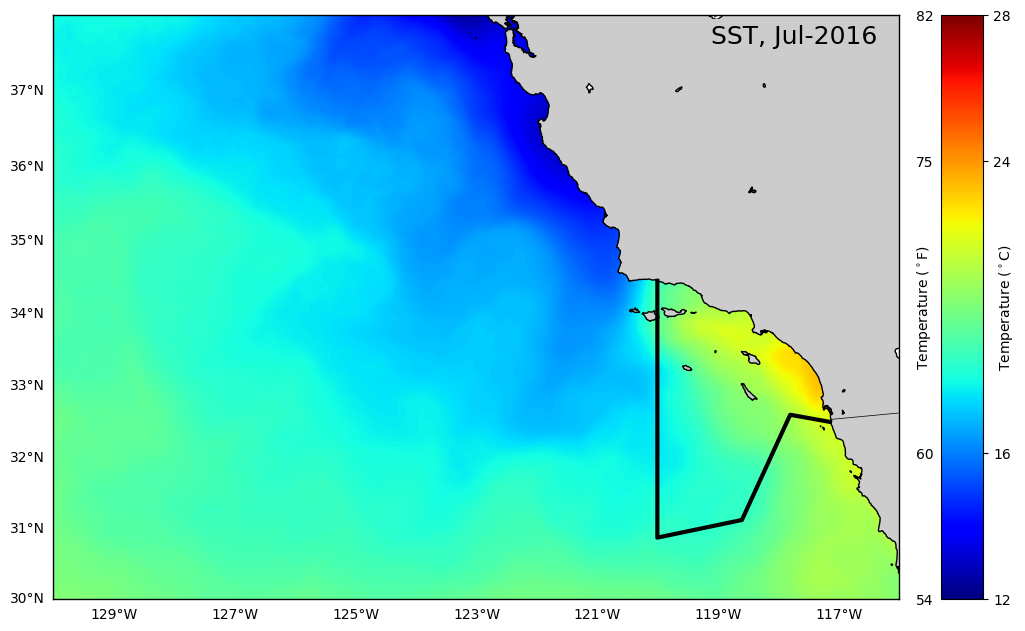 SST, Jul-2016
37°N
36°N
35°N
34°N
33°N
32°N
31°N
30°N
129°W
127°W
125°W
123°W
121°W
119°W
117°W
82
75
60
54
Temperature (°F)
28
24
16
12
Temperature (°C)